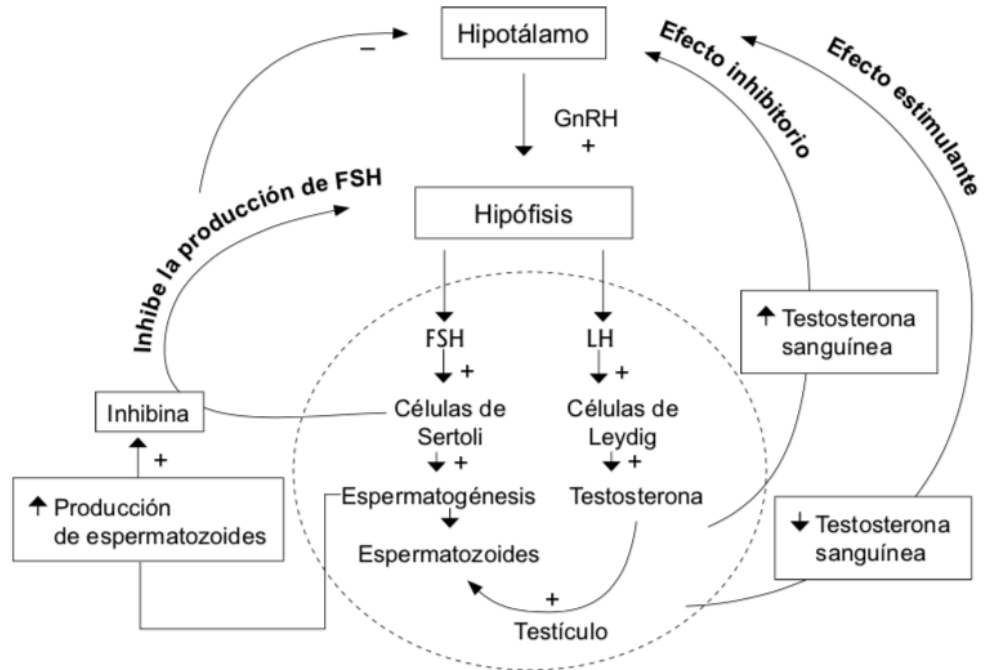 Hipotálamo
–
GnRH
+
Efecto inhibitorio
Efecto estimulante
Inhibe la producción de FSH
Hipófisis
FSH
+
LH
+
Testosterona
sanguínea
Inhibina
+
Células de
Sertoli
+
Células de
Leydig
+
Producción
de espermatozoides
Espermatogénesis
Testosterona
Espermatozoides
Testosterona
sanguínea
+
Testículo